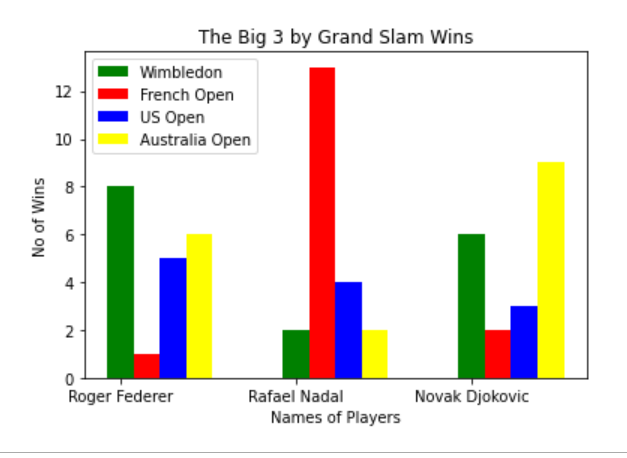 The Big 3 by Grand Slam Wins
Wimbledon
French Open
US Open
Australia Open
No of Wins
12
10
8
6
4
2
0
Roger Federer Rafael Nadal Novak Djokovic
Names of Players